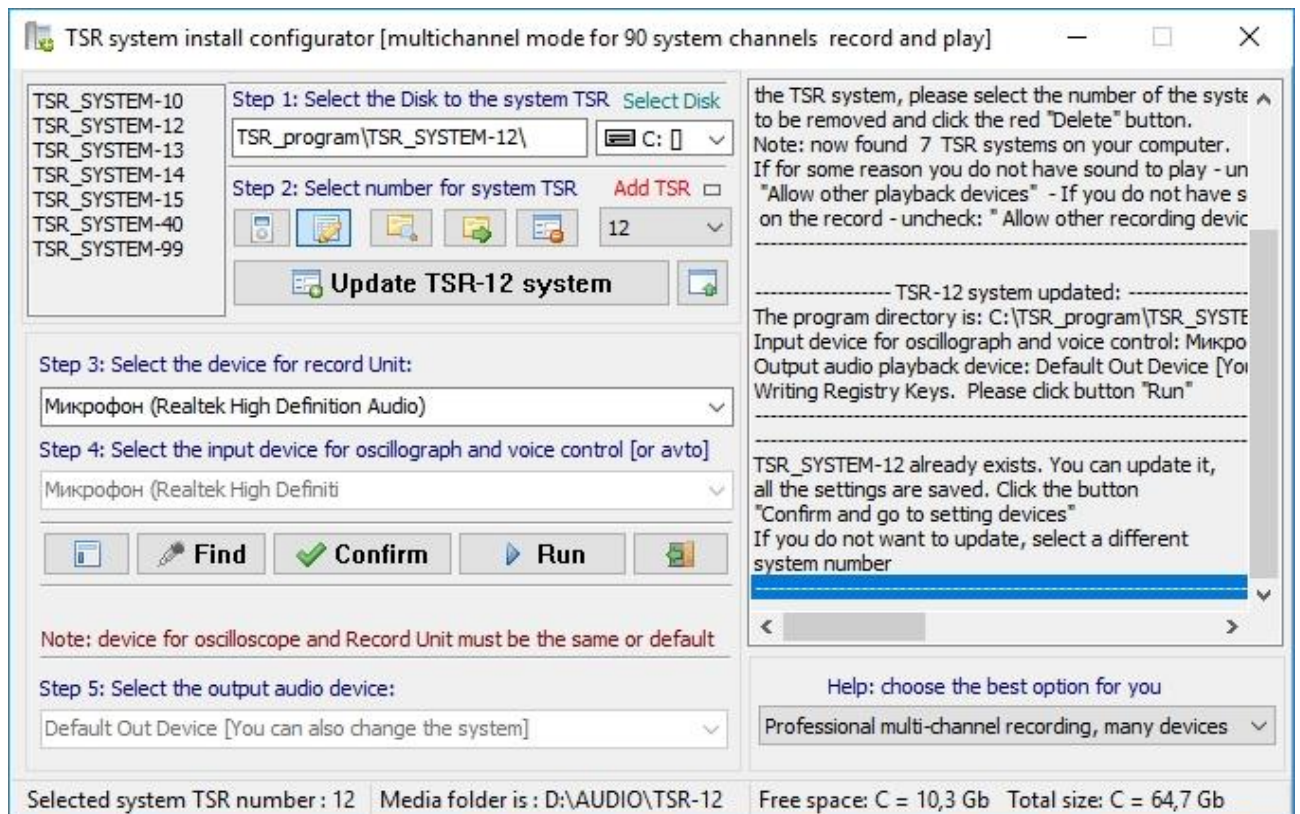 TSR system install configurator [multichannel mode for 90 system channels record and play]
TSR_SYSTEM-10
TSR_SYSTEM-12
TSR_SYSTEM-13
TSR_SYSTEM-14
TSR_SYSTEM-15
TSR_SYSTEM-40
TSR_SYSTEM-99
Step 1: Select the Disk to the system TSR Select Disk
TSR_program\TSR_SYSTEM-12\ C: []
Step 2: Select number for system TSR Add TSR
12
Update TSR-12 system
Step 3: Select the device for record Unit:
Микрофон (Realtek High Definition Audio)
Step 4: Select the input device for oscillograph and voice control [or avto]
Микрофон (Realtek High Definiti
Find Confirm Run
Note: device for oscilloscope and Record Unit must be the same or default
Step 5: Select the output audio device:
Default Out Device [You can also change the system]
the TSR system, please select the number of the syste
to be removed and click the red "Delete" button.
Note: now found 7 TSR systems on your computer.
If for some reason you do not have sound to play - un
"Allow other playback devices" - If you do not have s
on the record - uncheck: " Allow other recording devic
----------------- TSR-12 system updated: -----------------
The program directory is: C:\TSR_program\TSR_SYSTE
Input device for oscillograph and voice control: Микро
Output audio playback device: Default Out Device [You
Writing Registry Keys. Please click button "Run"
TSR_SYSTEM-12 already exists. You can update it,
all the settings are saved. Click the button
"Confirm and go to setting devices"
If you do not want to update, select a different
system number
Help: choose the best option for you
Professional multi-channel recording, many devices
Selected system TSR number : 12 Media folder is : D:\AUDIO\TSR-12 Free space: C = 10,3 Gb Total size: C = 64,7 Gb